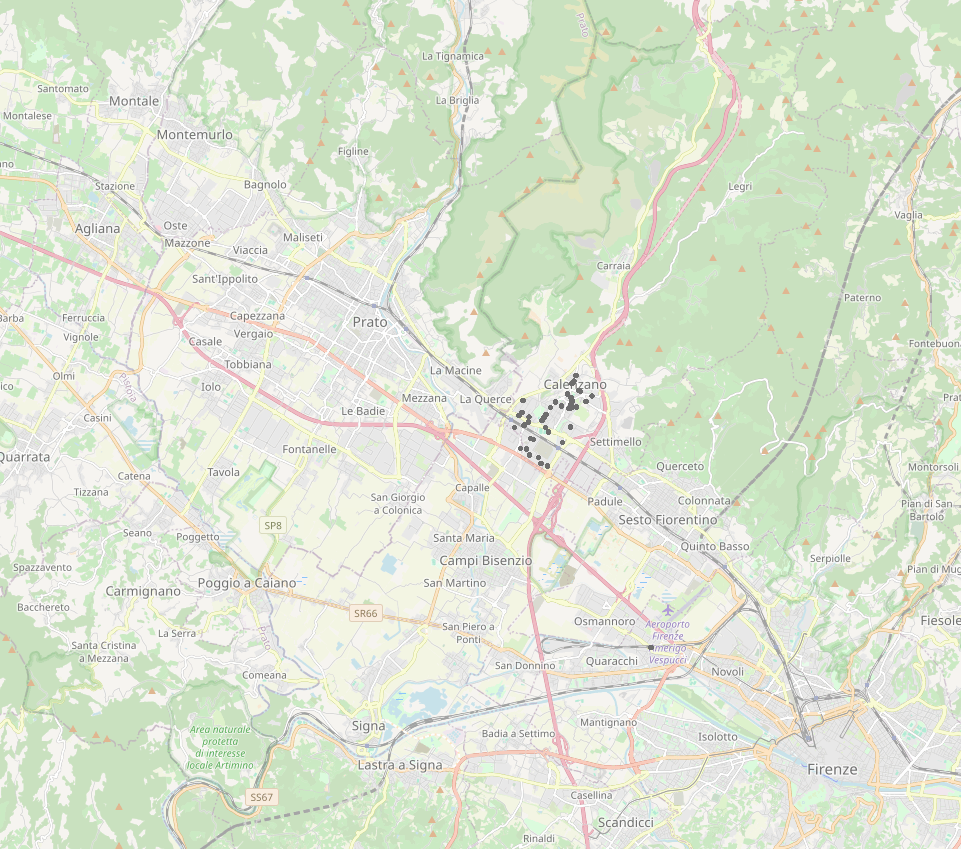 La Tignamica
Prato
Santomato
Montale
La Briglia
Montalese
Montemurlo
Figline
Stazione
Bagnolo
Legri
Vaglia
Agliana
Oste
Mazzone
Maliseti
Viaccia
Carraia
Sant'Ippolito
Paterno
Ferruccia
Capezzana
Prato
Vignole
Vergaio
Casale
Fontebuona
Tobbiana
La Macine
Olmi
Iolo
Calenzano
Pistoia
Mezzana
La Querce
Casini
Le Badie
Settimello
Fontanelle
Quarrata
Tavola
Querceto
Montorsoli
Catena
Tizzana
Capalle
San Giorgio
a Colonica
Padule
Colonnata
Pian di San
Bartolo
Sesto Fiorentino
SP8
Seano
Poggetto
Santa Maria
Quinto Basso
Campi Bisenzio
Serpiolle
Spazzavento
Poggio a Caiano
San Martino
Carmignano
Bacchereto
SR66
Osmannoro
Aeroporto
Firenze
Vespucci
Fiesole
La Serra
San Piero a
Ponti
Prato
Santa Cristina
a Mezzana
San Donnino
Quaracchi
Novoli
Comeana
Signa
Mantignano
Area naturale
protetta
di interesse
locale Artimino
Badia a Settimo
Isolotto
Lastra a Signa
Firenze
SS67
Casellina
Scandicci
Rinaldi